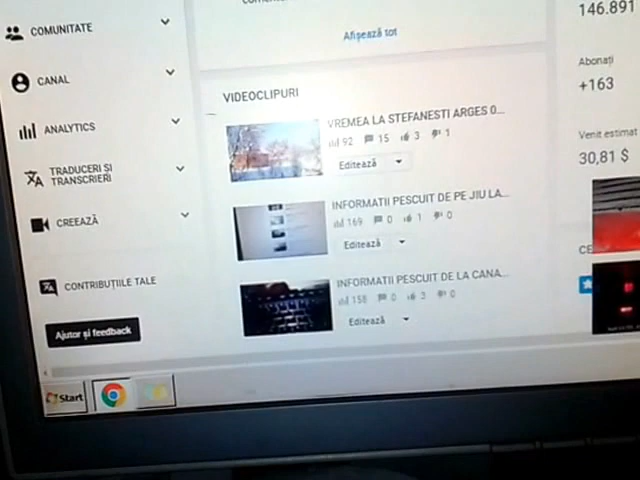 Afișează tot
146.891
COMUNITATE
Abonați
+163
CANAL
VIDEOCLIPURI
ANALYTICS
VREMEA LA STEFANESTI ARGES 0...
92 15 3 1
Editează
Venit estimat
30,81 $
TRADUCERI ȘI
TRANSCRIERI
INFORMATII PESCUIT DE PE JIU LA...
169 0 1 0
Editează
CREEAZĂ
CE
INFORMATII PESCUIT DE LA CANA...
158 0 3 0
Editează
CONTRIBUȚIILE TALE
Ajutor și feedback
Start